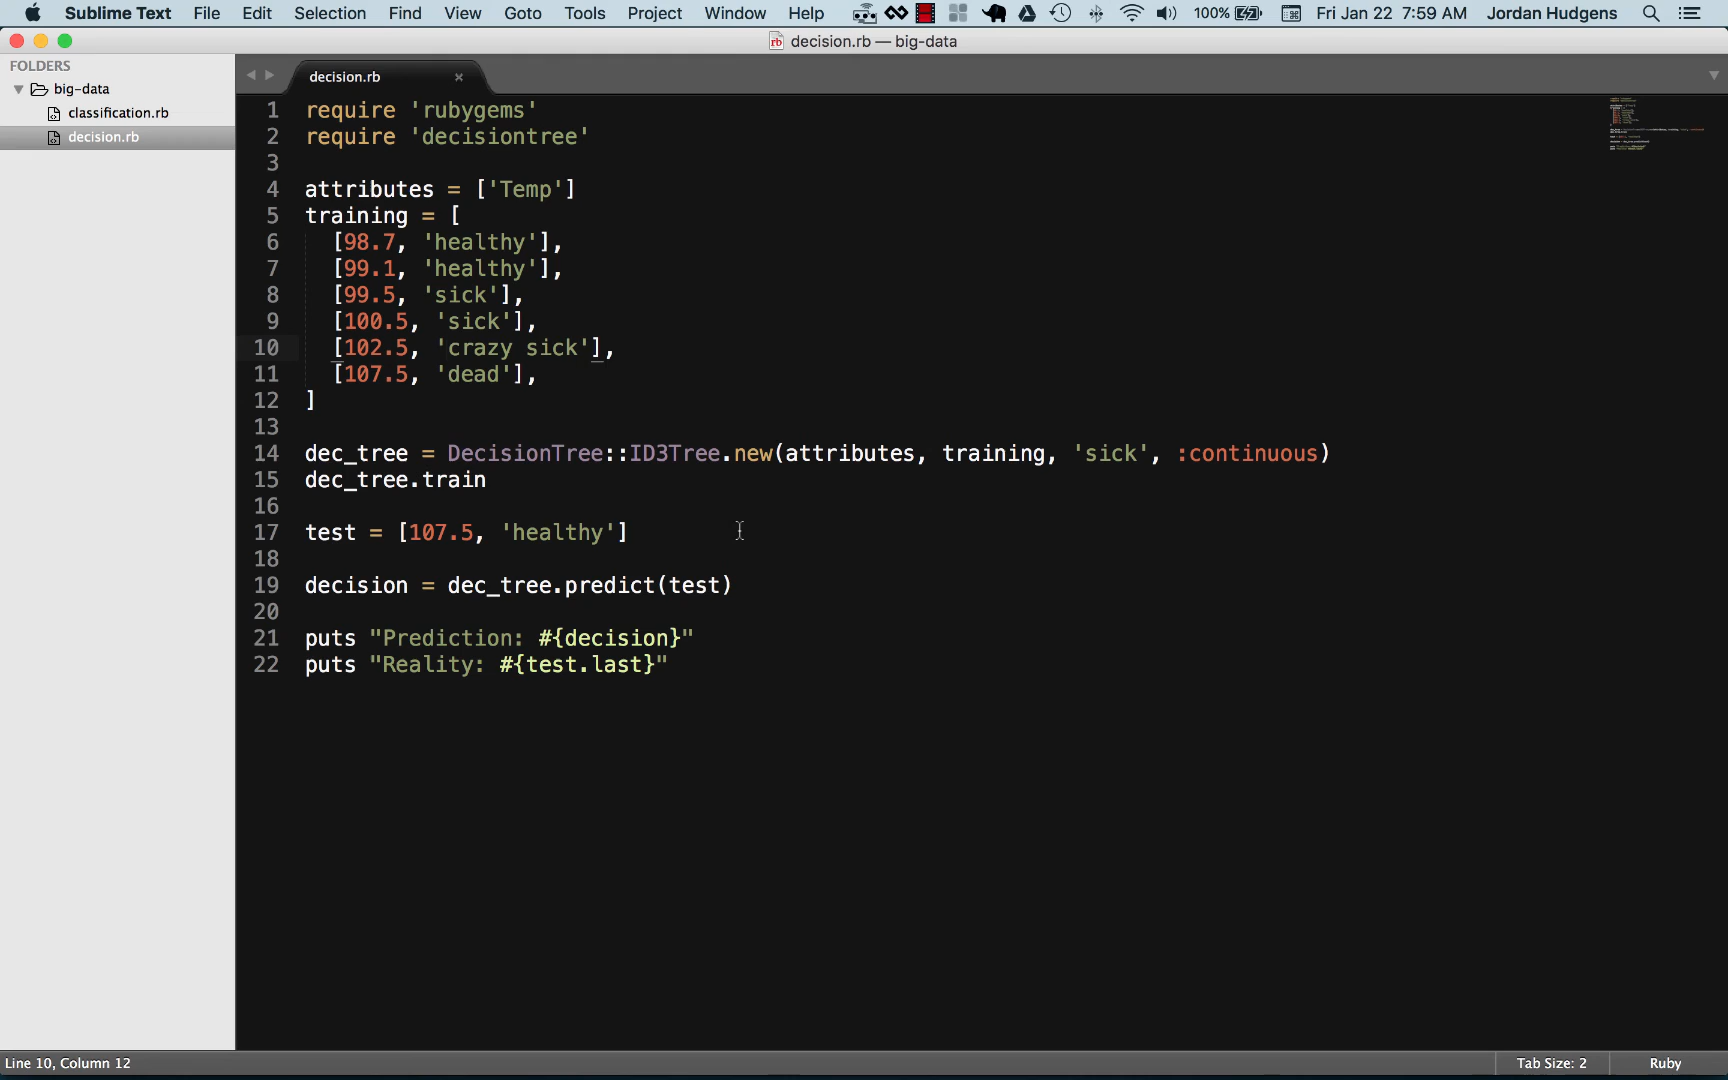 Sublime Text File Edit Selection Find View Goto Tools Project Window Help 100% Fri Jan 22 7:59 AM Jordan Hudgens
decision.rb — big-data
FOLDERS
big-data
classification.rb
decision.rb
decision.rb ×
1 require 'rubygems'
2 require 'decisiontree'
3
4 attributes = ['Temp']
5 training = [
6 [98.7, 'healthy'],
7 [99.1, 'healthy'],
8 [99.5, 'sick'],
9 [100.5, 'sick'],
10 [102.5, 'crazy sick'],
11 [107.5, 'dead'],
12 ]
13
14 dec_tree = DecisionTree::ID3Tree.new(attributes, training, 'sick', :continuous)
15 dec_tree.train
16
17 test = [107.5, 'healthy']
18
19 decision = dec_tree.predict(test)
20
21 puts "Prediction: #{decision}"
22 puts "Reality: #{test.last}"
Line 10, Column 12 Tab Size: 2 Ruby